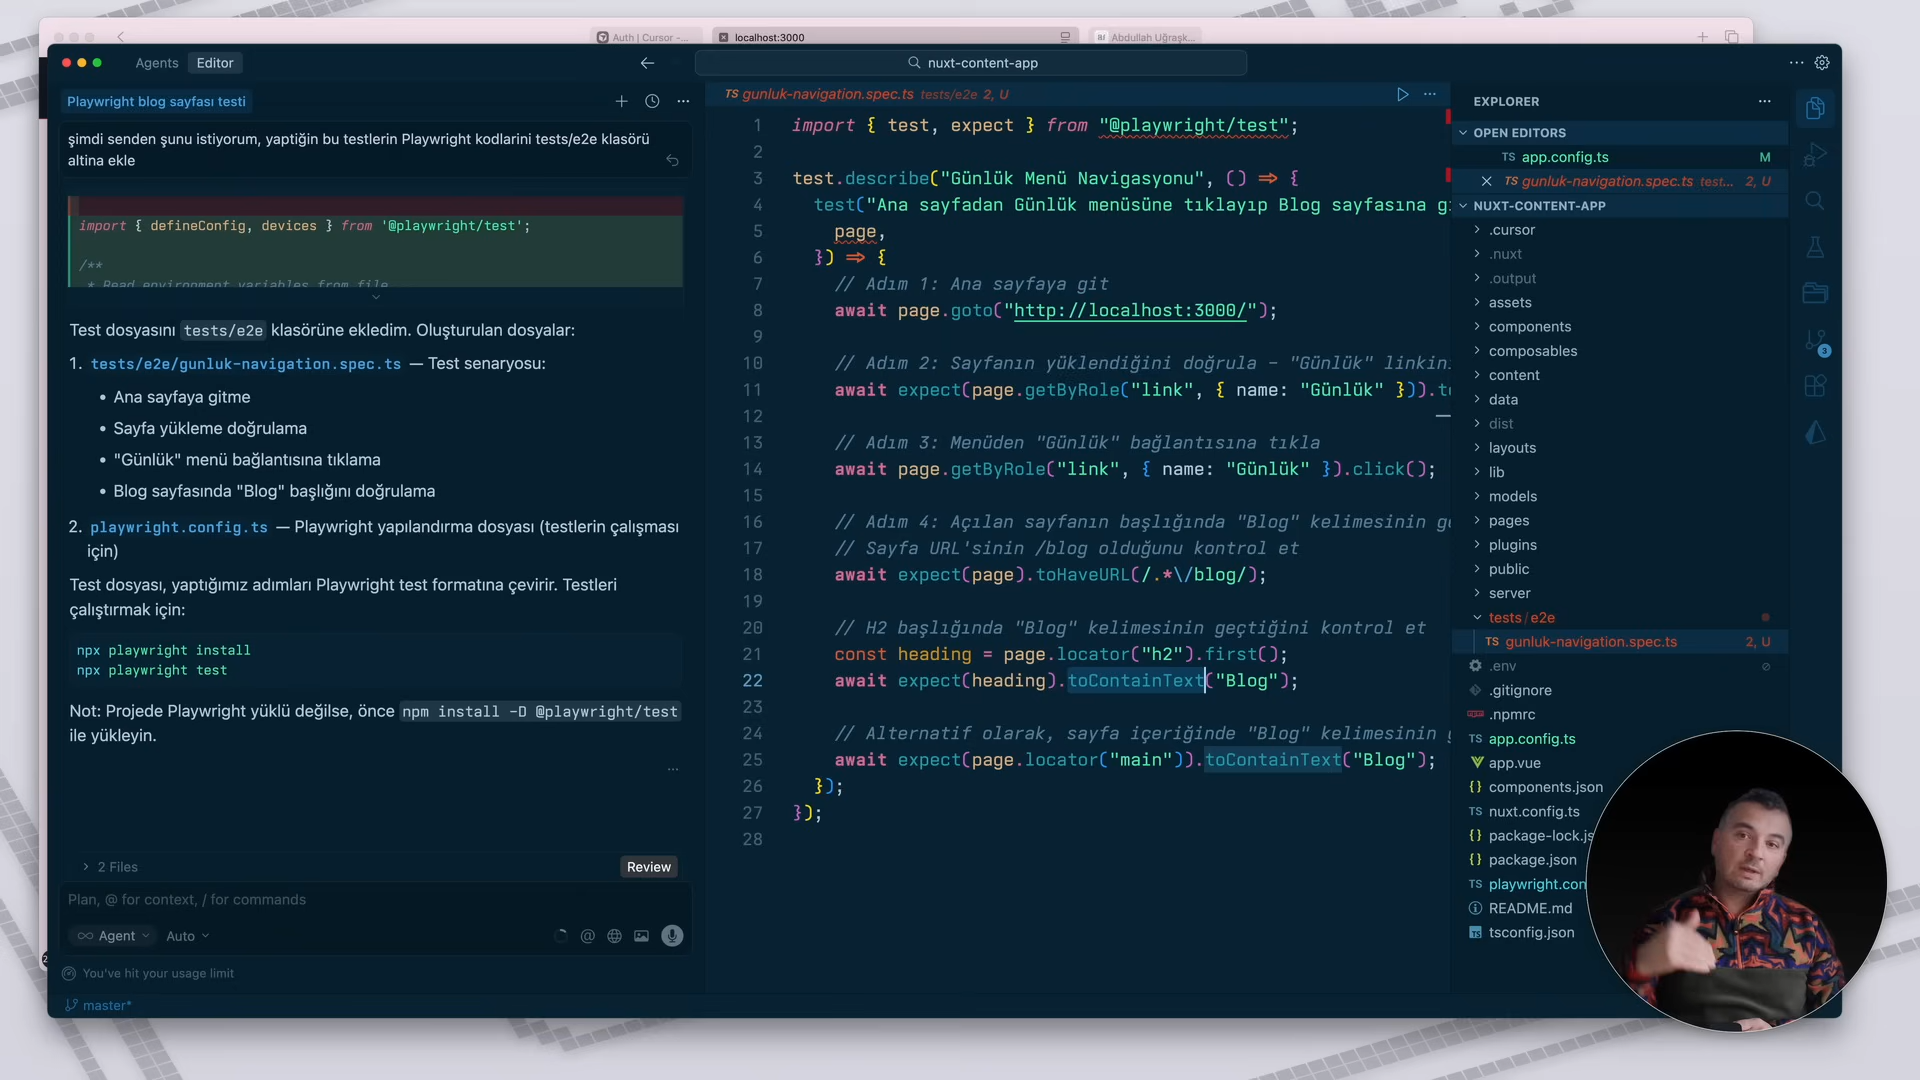 Auth | Cursor -...
localhost:3000
Abdullah Uğraşk...
Agents
Editor
nuxt-content-app
Playwright blog sayfası testi
şimdi senden şunu istiyorum, yaptiğin bu testlerin Playwright kodlarini tests/e2e klasörü
altina ekle
import { defineConfig, devices } from '@playwright/test';
/**
* Read environment variables from file
Test dosyasını tests/e2e klasörüne ekledim. Oluşturulan dosyalar:
1. tests/e2e/gunluk-navigation.spec.ts — Test senaryosu:
• Ana sayfaya gitme
• Sayfa yükleme doğrulama
• "Günlük" menü bağlantısına tıklama
• Blog sayfasında "Blog" başlığını doğrulama
2. playwright.config.ts — Playwright yapılandırma dosyası (testlerin çalışması
için)
Test dosyası, yaptığımız adımları Playwright test formatına çevirir. Testleri
çalıştırmak için:
npx playwright install
npx playwright test
Not: Projede Playwright yüklü değilse, önce npm install -D @playwright/test
ile yükleyin.
2 Files
Review
Plan, @ for context, / for commands
Agent
Auto
You've hit your usage limit
master*
TS gunluk-navigation.spec.ts tests/e2e 2, U
1 import { test, expect } from "@playwright/test";
2
3 test.describe("Günlük Menü Navigasyonu", () => {
4 test("Ana sayfadan Günlük menüsüne tıklayıp Blog sayfasına g
5 page,
6 }) => {
7 // Adım 1: Ana sayfaya git
8 await page.goto("http://localhost:3000/");
9
10 // Adım 2: Sayfanın yüklendiğini doğrula - "Günlük" linkin
11 await expect(page.getByRole("link", { name: "Günlük" })).to
12
13 // Adım 3: Menüden "Günlük" bağlantısına tıkla
14 await page.getByRole("link", { name: "Günlük" }).click();
15
16 // Adım 4: Açılan sayfanın başlığında "Blog" kelimesinin g
17 // Sayfa URL'sinin /blog olduğunu kontrol et
18 await expect(page).toHaveURL(/.*\/blog/);
19
20 // H2 başlığında "Blog" kelimesinin geçtiğini kontrol et
21 const heading = page.locator("h2").first();
22 await expect(heading).toContainText("Blog");
23
24 // Alternatif olarak, sayfa içeriğinde "Blog" kelimesinin g
25 await expect(page.locator("main")).toContainText("Blog");
26 });
27 });
28
EXPLORER
OPEN EDITORS
TS app.config.ts M
TS gunluk-navigation.spec.ts test... 2, U
NUXT-CONTENT-APP
.cursor
.nuxt
.output
assets
components
composables
content
data
dist
layouts
lib
models
pages
plugins
public
server
tests/e2e
TS gunluk-navigation.spec.ts 2, U
.env
.gitignore
.npmrc
TS app.config.ts
app.vue
{} components.json
TS nuxt.config.ts
{} package-lock.js
{} package.json
TS playwright.con
README.md
TS tsconfig.json
3